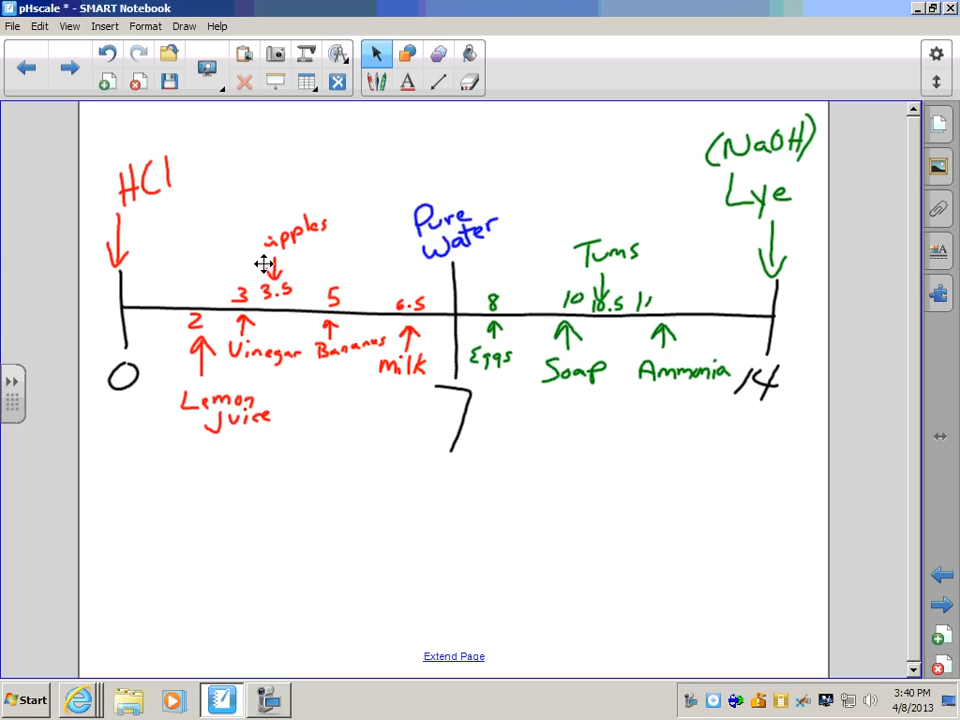 pHscale * - SMART Notebook
File Edit View Insert Format Draw Help
(NaOH)
HCl
Lye
apples
Pure
Water
Tums
3 3.5 5 6.5 8 10 10.5 11
2
Vinegar Bananas Milk Eggs Soap Ammonia
0 7 14
Lemon
Juice
Extend Page
Start
3:40 PM
4/8/2013